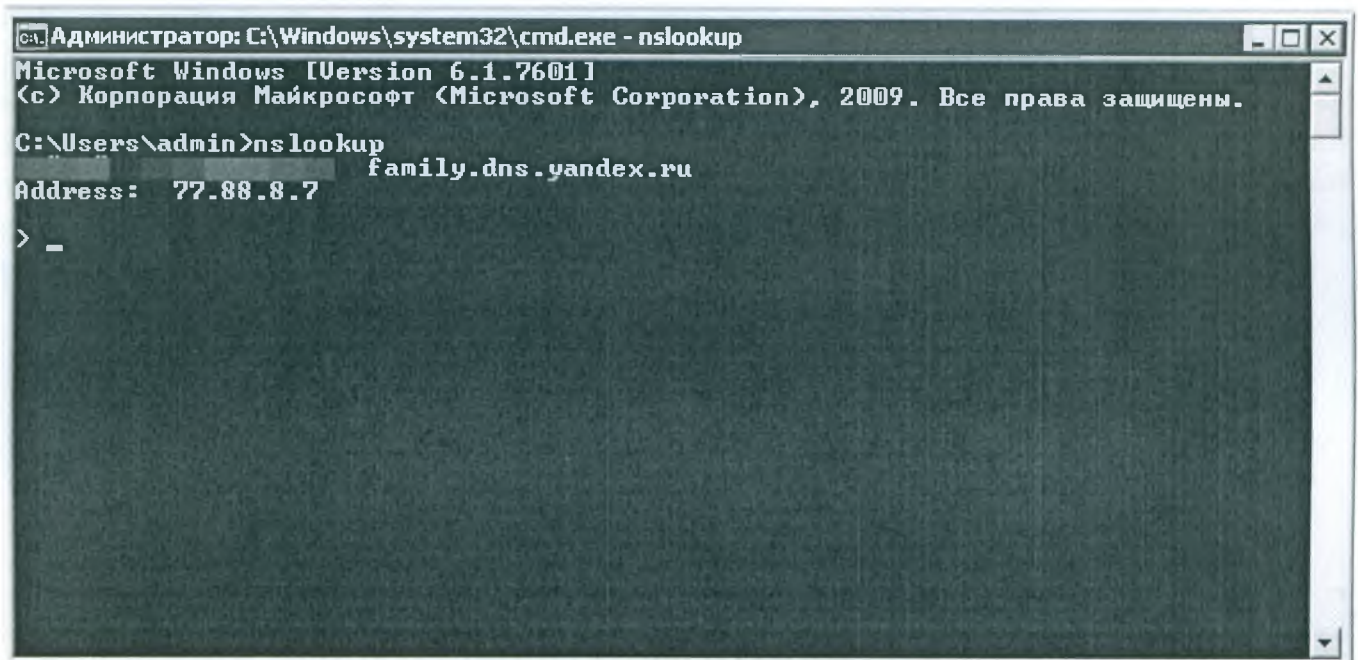 Администратор: C:\Windows\system32\cmd.exe - nslookup
Microsoft Windows [Version 6.1.7601]
(c) Корпорация Майкрософт (Microsoft Corporation), 2009. Все права защищены.
C:\Users\admin>nslookup
family.dns.yandex.ru
Address: 77.88.8.7
> _